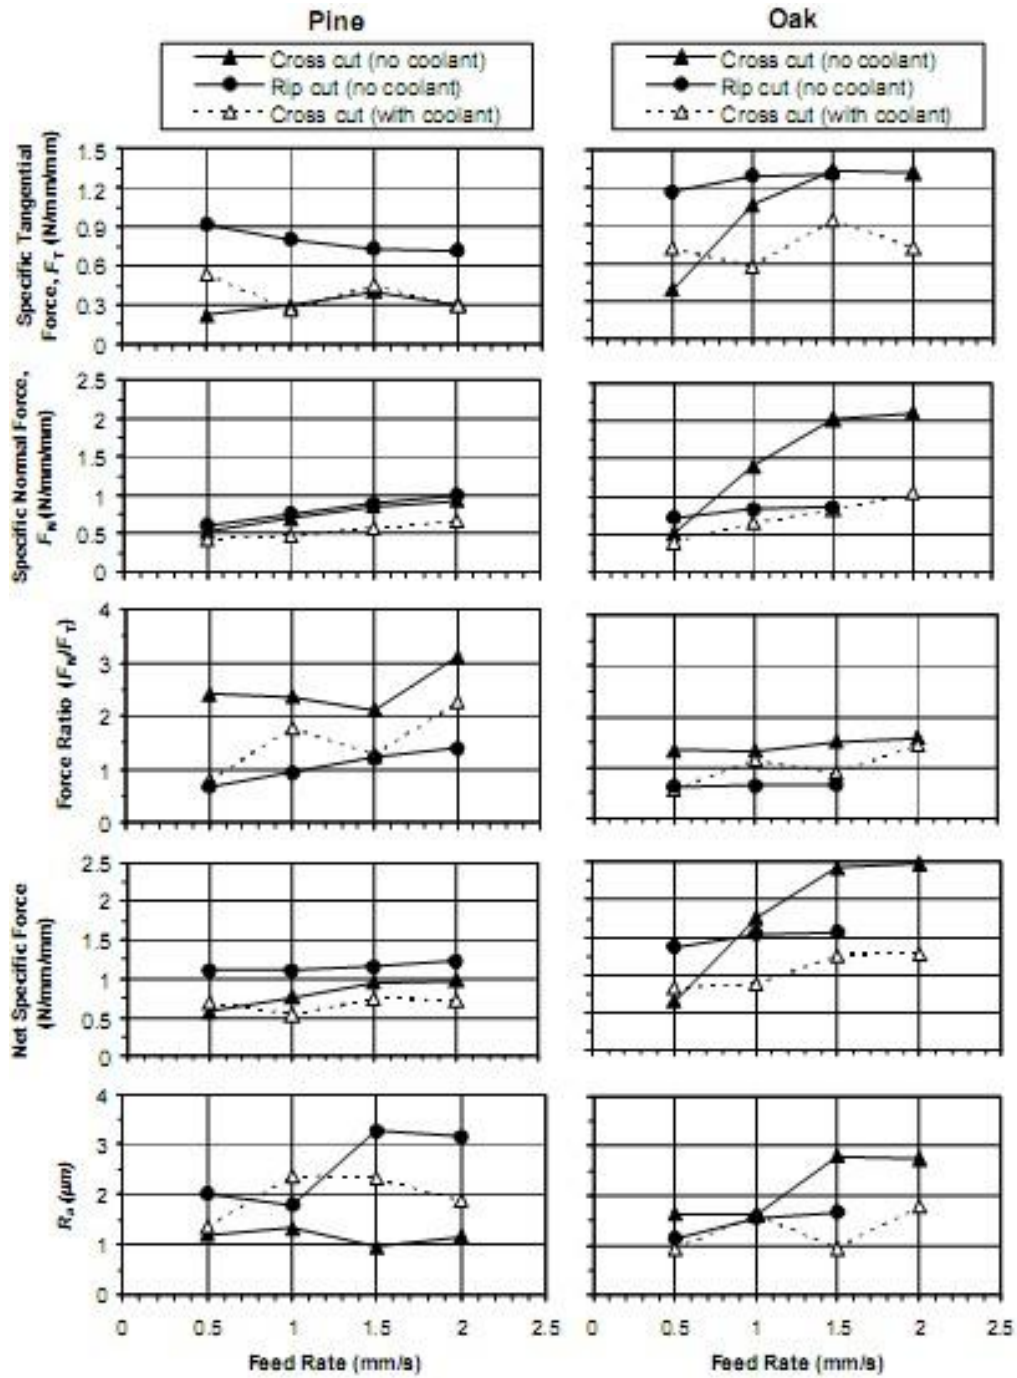 Pine
Oak
Cross cut (no coolant)
Rip cut (no coolant)
Cross cut (with coolant)
Cross cut (no coolant)
Rip cut (no coolant)
Cross cut (with coolant)
Specific Tangential
Force, F_T (N/mm/mm)
1.5
1.2
0.9
0.6
0.3
0
Specific Normal Force,
F_N (N/mm/mm)
2.5
2
1.5
1
0.5
0
Force Ratio (F_N/F_T)
4
3
2
1
0
Net Specific Force
(N/mm/mm)
2.5
2
1.5
1
0.5
0
R_a (μm)
4
3
2
1
0
0 0.5 1 1.5 2 2.5
0 0.5 1 1.5 2 2.5
Feed Rate (mm/s)
Feed Rate (mm/s)